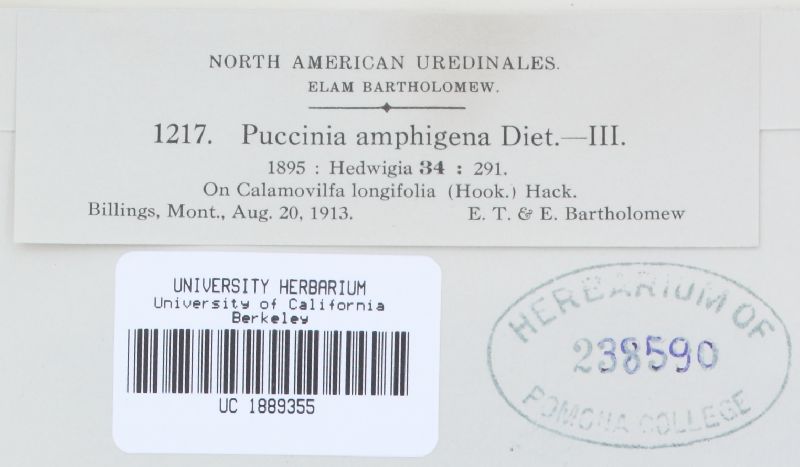 NORTH AMERICAN UREDINALES.
ELAM BARTHOLOMEW.
1217. Puccinia amphigena Diet.—III.
1895 : Hedwigia 34 : 291.
On Calamovilfa longifolia (Hook.) Hack.
Billings, Mont., Aug. 20, 1913. E. T. & E. Bartholomew
UNIVERSITY HERBARIUM
University of California
Berkeley
UC 1889355
HERBARIUM OF
238590
POMONA COLLEGE